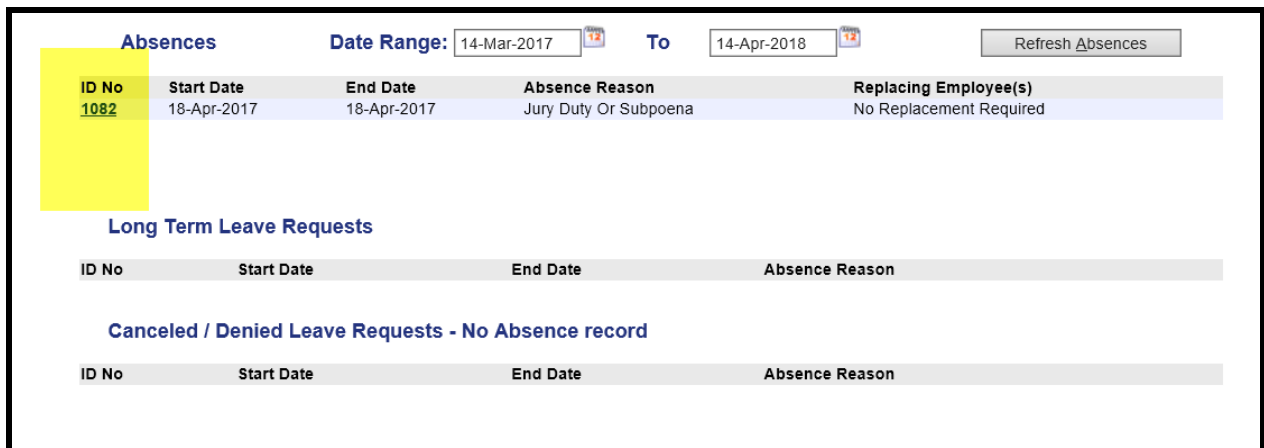 Absences Date Range: 14-Mar-2017 12 To 14-Apr-2018 12 Refresh Absences
ID No Start Date End Date Absence Reason Replacing Employee(s)
1082 18-Apr-2017 18-Apr-2017 Jury Duty Or Subpoena No Replacement Required
Long Term Leave Requests
ID No Start Date End Date Absence Reason
Canceled / Denied Leave Requests - No Absence record
ID No Start Date End Date Absence Reason